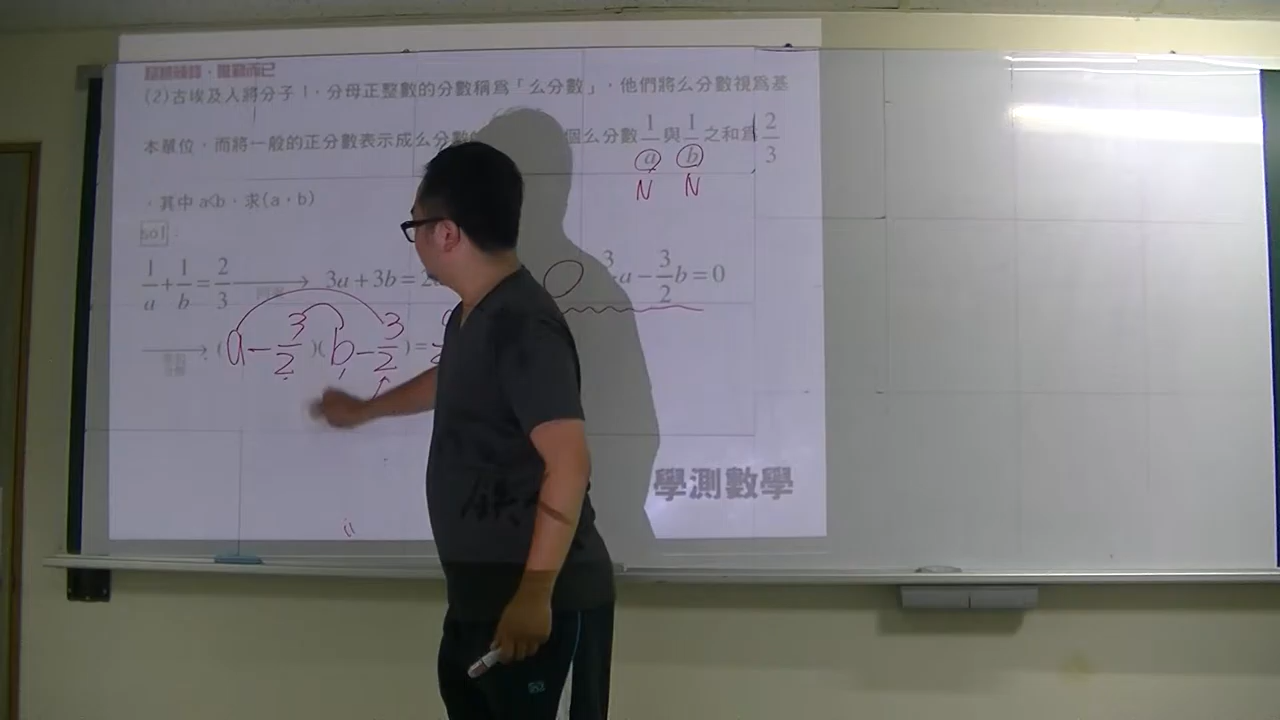 (2)古埃及人將分子1，分母正整數的分數稱為「么分數」，他們將么分數視為基
本單位，而將一般的正分數表示成么分數 個么分數 1/a 與 1/b 之和為 2/3
N N
，其中 a<b，求(a，b)
sol：
1/a + 1/b = 2/3 → 3a+3b=2 a - 3/2 b = 0
→ (a - 3/2)(b - 3/2) =
學測數學